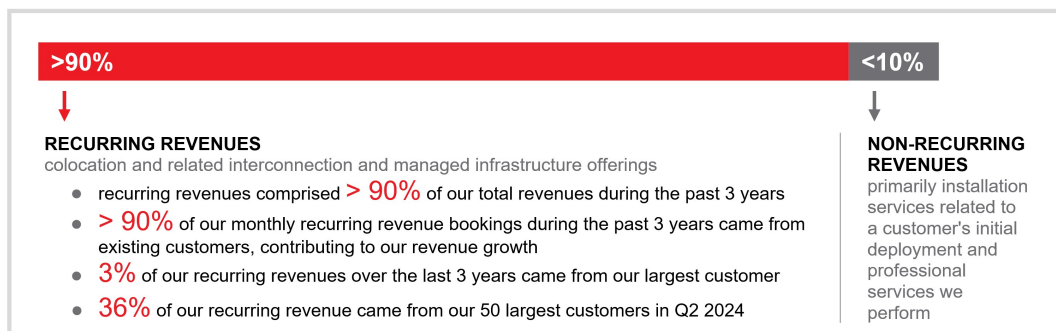 >90%
<10%
RECURRING REVENUES
colocation and related interconnection and managed infrastructure offerings
● recurring revenues comprised > 90% of our total revenues during the past 3 years
● > 90% of our monthly recurring revenue bookings during the past 3 years came from
existing customers, contributing to our revenue growth
● 3% of our recurring revenues over the last 3 years came from our largest customer
● 36% of our recurring revenue came from our 50 largest customers in Q2 2024
NON-RECURRING
REVENUES
primarily installation
services related to
a customer's initial
deployment and
professional
services we
perform